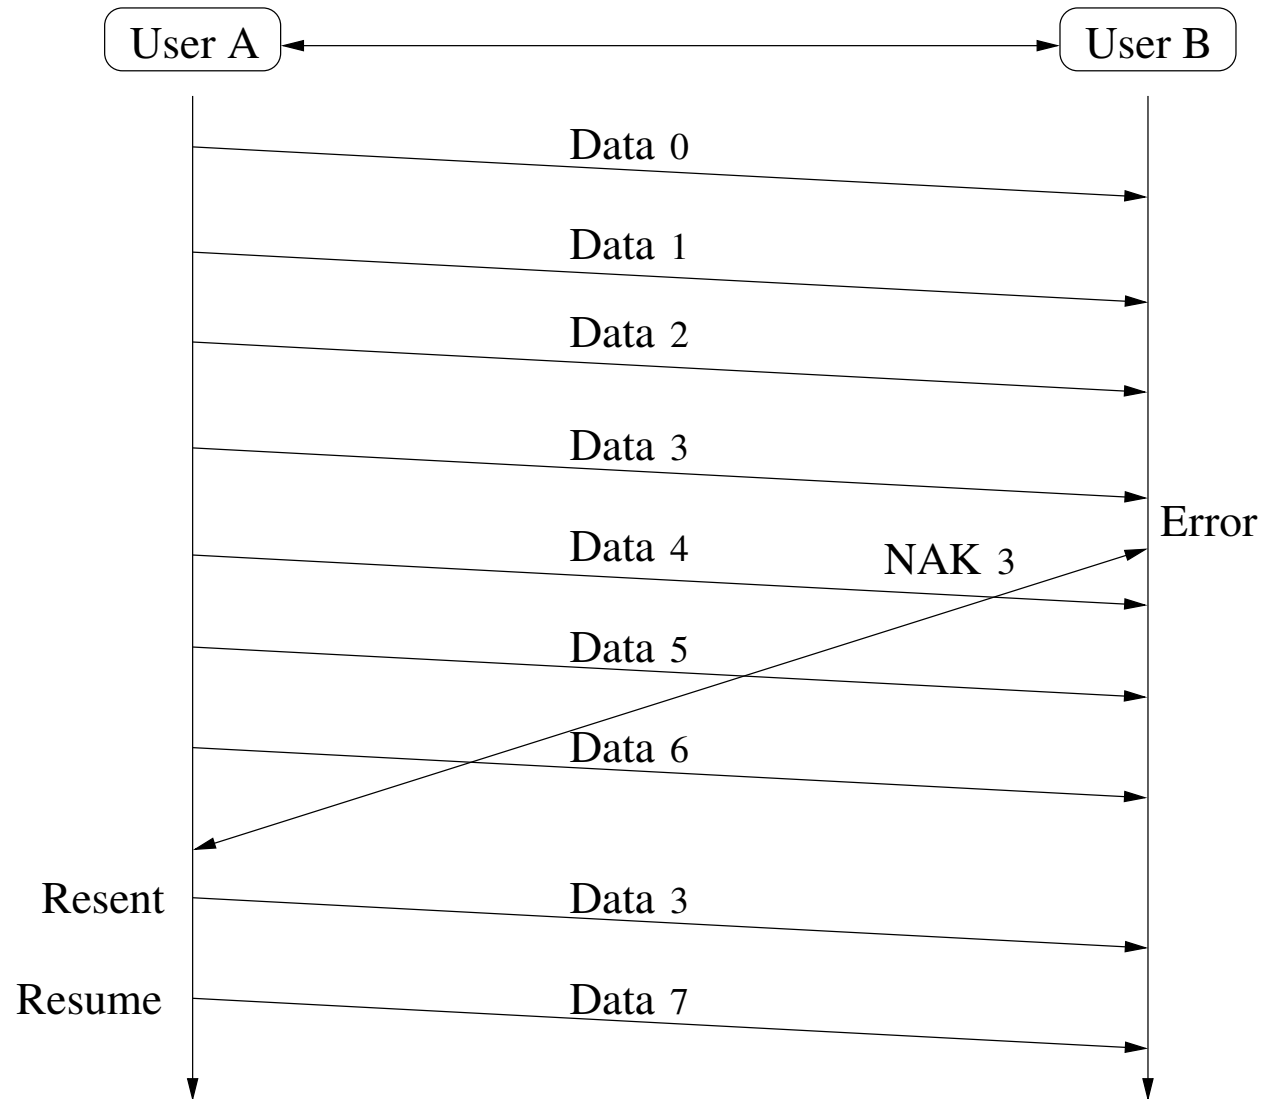 User A
User B
Data 0
Data 1
Data 2
Data 3
Error
Data 4
NAK 3
Data 5
Data 6
Resent
Data 3
Resume
Data 7